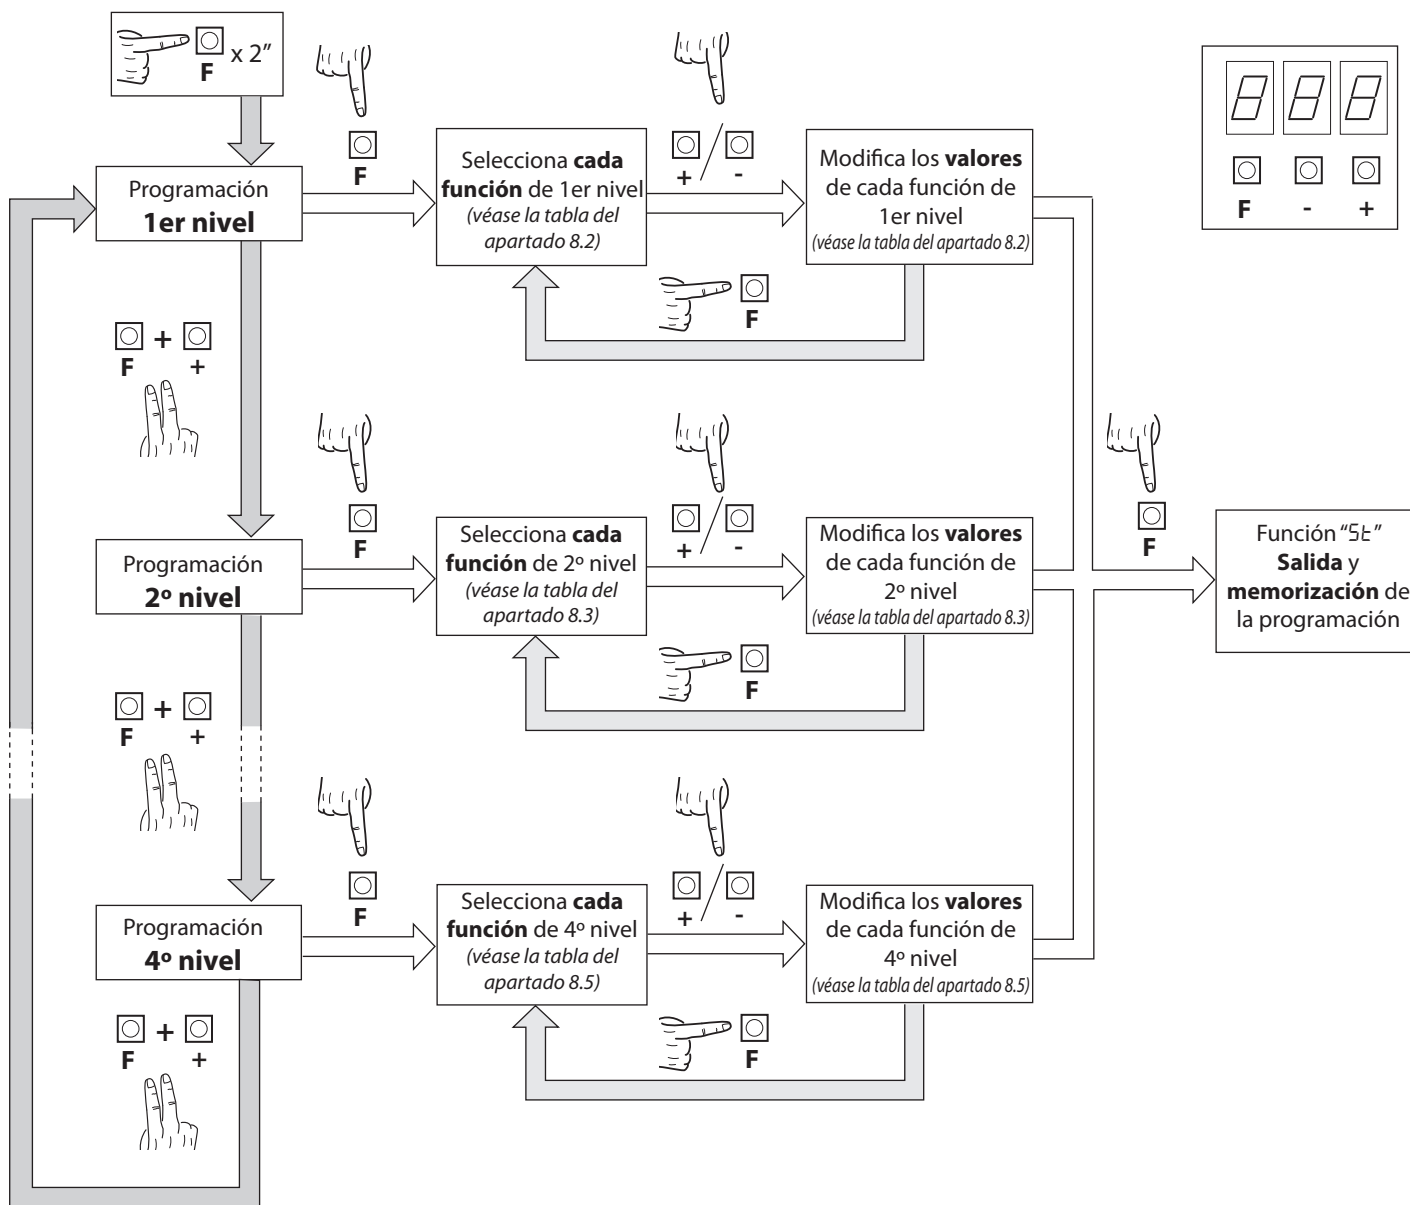 x 2”
F
F
+ / -
F - +
Programación
1er nivel
Selecciona cada
función de 1er nivel
(véase la tabla del
apartado 8.2)
Modifica los valores
de cada función de
1er nivel
(véase la tabla del apartado 8.2)
F
F + +
F
+ / -
F
Programación
2º nivel
Selecciona cada
función de 2º nivel
(véase la tabla del
apartado 8.3)
Modifica los valores
de cada función de
2º nivel
(véase la tabla del apartado 8.3)
Función “St”
Salida y
memorización de
la programación
F
F + +
F
+ / -
Programación
4º nivel
Selecciona cada
función de 4º nivel
(véase la tabla del
apartado 8.5)
Modifica los valores
de cada función de
4º nivel
(véase la tabla del apartado 8.5)
F
F + +